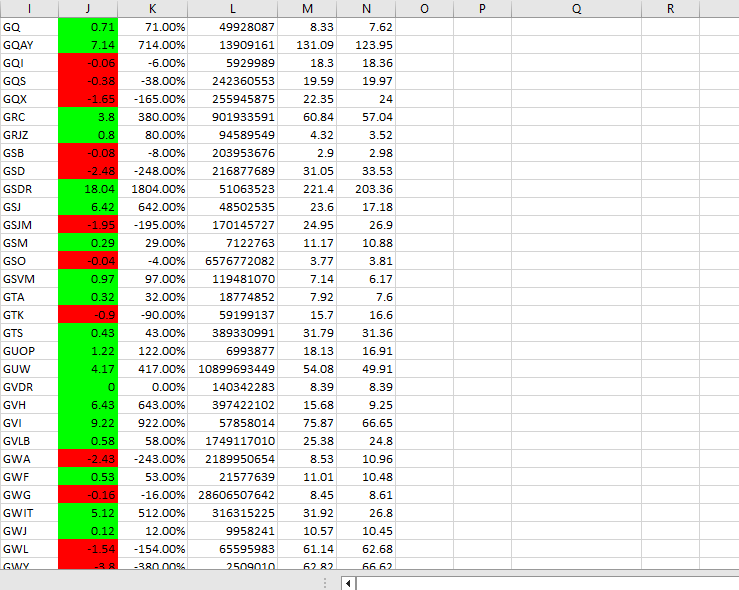 I J K L M N O P Q R
GQ 0.71 71.00% 49928087 8.33 7.62
GQAY 7.14 714.00% 13909161 131.09 123.95
GQI -0.06 -6.00% 5929989 18.3 18.36
GQS -0.38 -38.00% 242360553 19.59 19.97
GQX -1.65 -165.00% 255945875 22.35 24
GRC 3.8 380.00% 901933591 60.84 57.04
GRJZ 0.8 80.00% 94589549 4.32 3.52
GSB -0.08 -8.00% 203953676 2.9 2.98
GSD -2.48 -248.00% 216877689 31.05 33.53
GSDR 18.04 1804.00% 51063523 221.4 203.36
GSJ 6.42 642.00% 48502535 23.6 17.18
GSJM -1.95 -195.00% 170145727 24.95 26.9
GSM 0.29 29.00% 7122763 11.17 10.88
GSO -0.04 -4.00% 6576772082 3.77 3.81
GSVM 0.97 97.00% 119481070 7.14 6.17
GTA 0.32 32.00% 18774852 7.92 7.6
GTK -0.9 -90.00% 59199137 15.7 16.6
GTS 0.43 43.00% 389330991 31.79 31.36
GUOP 1.22 122.00% 6993877 18.13 16.91
GUW 4.17 417.00% 10899693449 54.08 49.91
GVDR 0 0.00% 140342283 8.39 8.39
GVH 6.43 643.00% 397422102 15.68 9.25
GVI 9.22 922.00% 57858014 75.87 66.65
GVLB 0.58 58.00% 1749117010 25.38 24.8
GWA -2.43 -243.00% 2189950654 8.53 10.96
GWF 0.53 53.00% 21577639 11.01 10.48
GWG -0.16 -16.00% 28606507642 8.45 8.61
GWIT 5.12 512.00% 316315225 31.92 26.8
GWJ 0.12 12.00% 9958241 10.57 10.45
GWL -1.54 -154.00% 65595983 61.14 62.68
GWY -3.8 -380.00% 2509010 62.82 66.62